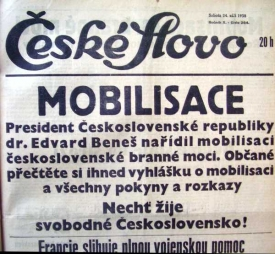 Sobota 24. září 1938
České Slovo
20 h
MOBILISACE
President Československé republiky
dr. Edvard Beneš nařídil mobilisaci
československé branné moci. Občané
přečtěte si ihned vyhlášku o mobilisaci
a všechny pokyny a rozkazy
Nechť žije
svobodné Československo!
Francie slibuje plnou vojenskou pomoc